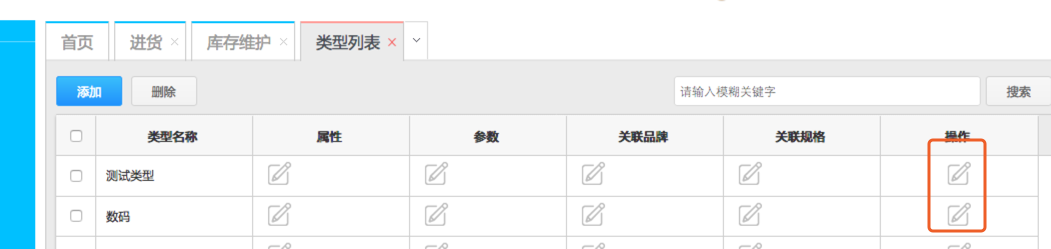 首页 进货 × 库存维护 × 类型列表 ×
添加 删除 请输入模糊关键字 搜索
类型名称 属性 参数 关联品牌 关联规格 操作
测试类型
数码